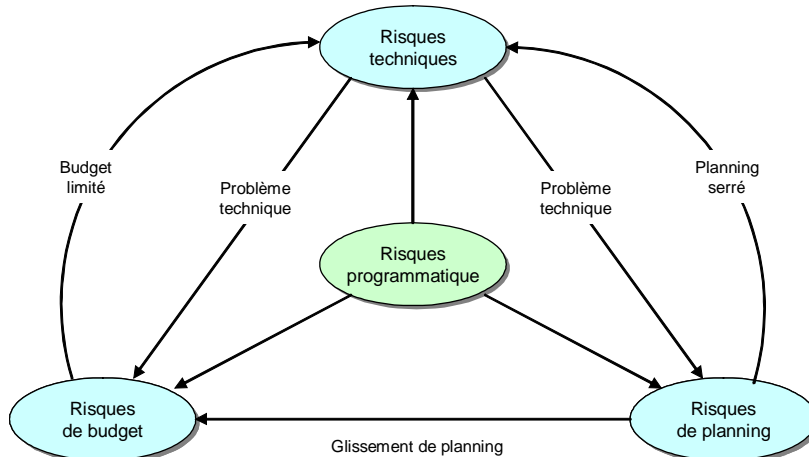 Risques
techniques
Budget
limité
Problème
technique
Problème
technique
Planning
serré
Risques
programmatique
Risques
de budget
Risques
de planning
Glissement de planning